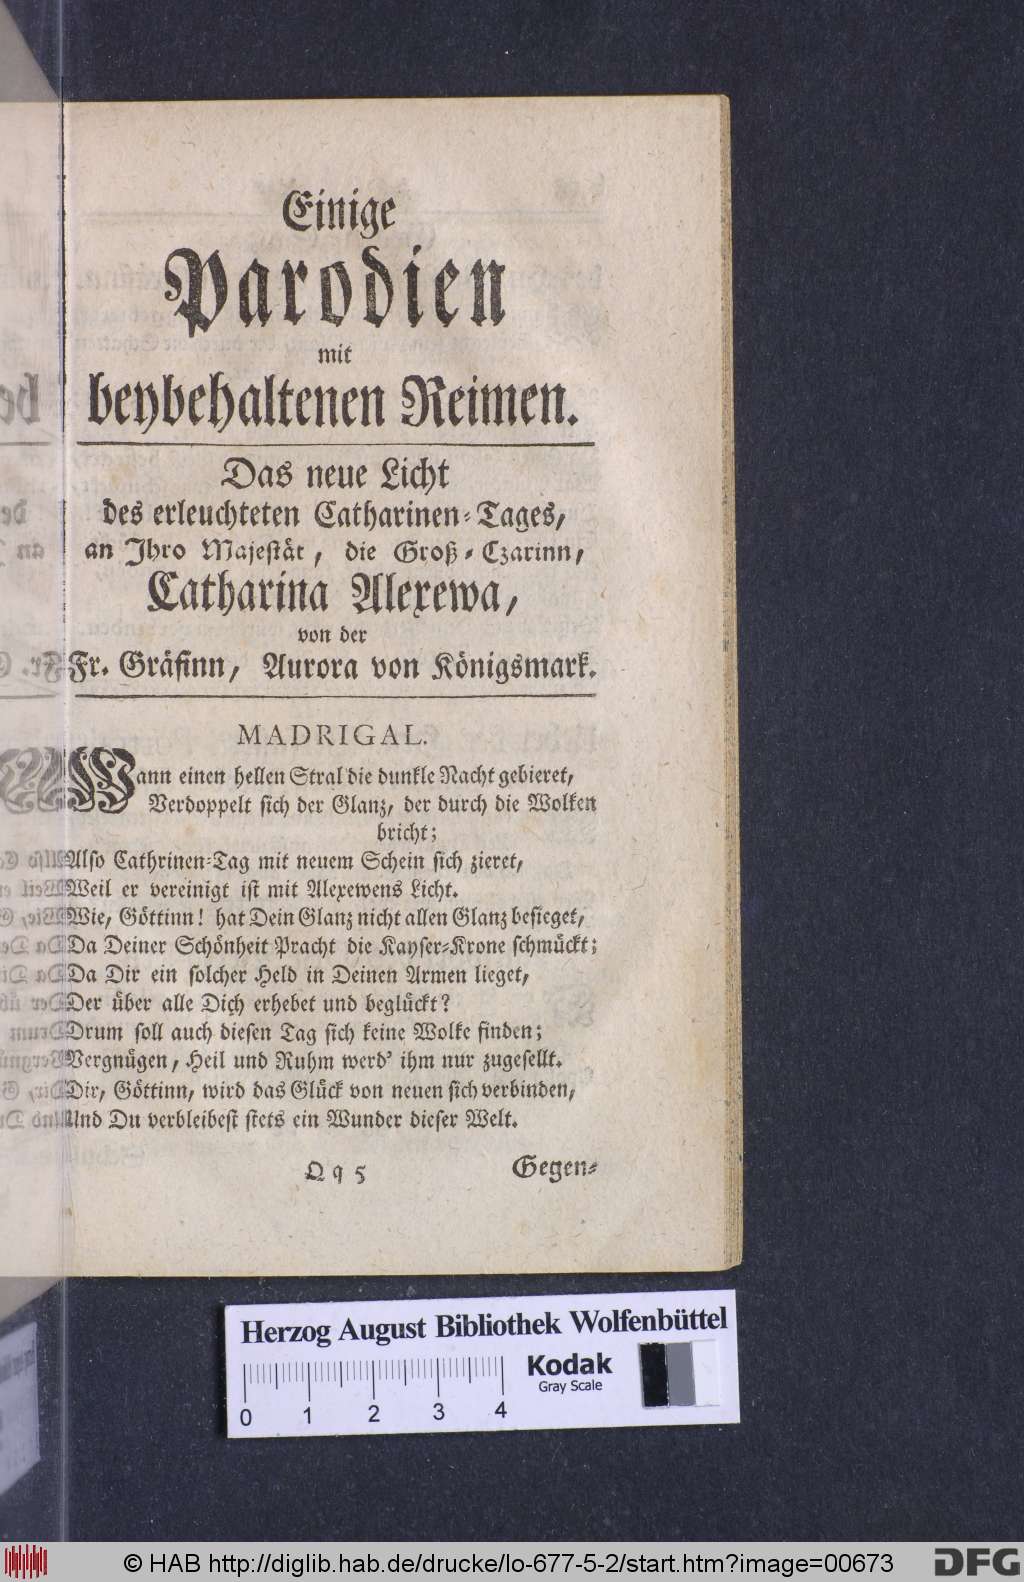 Einige
Parodien
mit
beybehaltenen Reimen.
Das neue Licht
des erleuchteten Catharinen-Tages,
an Ihro Majestät, die Groß-Czarinn,
Catharina Alexewa,
von der
Fr. Gräfinn, Aurora von Königsmark.
MADRIGAL.
Wann einen hellen Stral die dunkle Nacht gebieret,
Verdoppelt sich der Glanz, der durch die Wolken
bricht;
Also Cathrinen-Tag mit neuem Schein sich zieret,
Weil er vereinigt ist mit Alexewens Licht.
Wie, Göttinn! hat Dein Glanz nicht allen Glanz besieget,
Da Deiner Schönheit Pracht die Kayser-Krone schmückt;
Da Dir ein solcher Held in Deinen Armen lieget,
Der über alle Dich erhebet und beglückt?
Drum soll auch diesen Tag sich keine Wolke finden;
Vergnügen, Heil und Ruhm werd' ihm nur zugesellt.
Dir, Göttinn, wird das Glück von neuen sich verbinden,
Und Du verbleibest stets ein Wunder dieser Welt.
Qq 5
Gegen-
Herzog August Bibliothek Wolfenbüttel
Kodak
Gray Scale
0 1 2 3 4
© HAB http://diglib.hab.de/drucke/lo-677-5-2/start.htm?image=00673
DFG